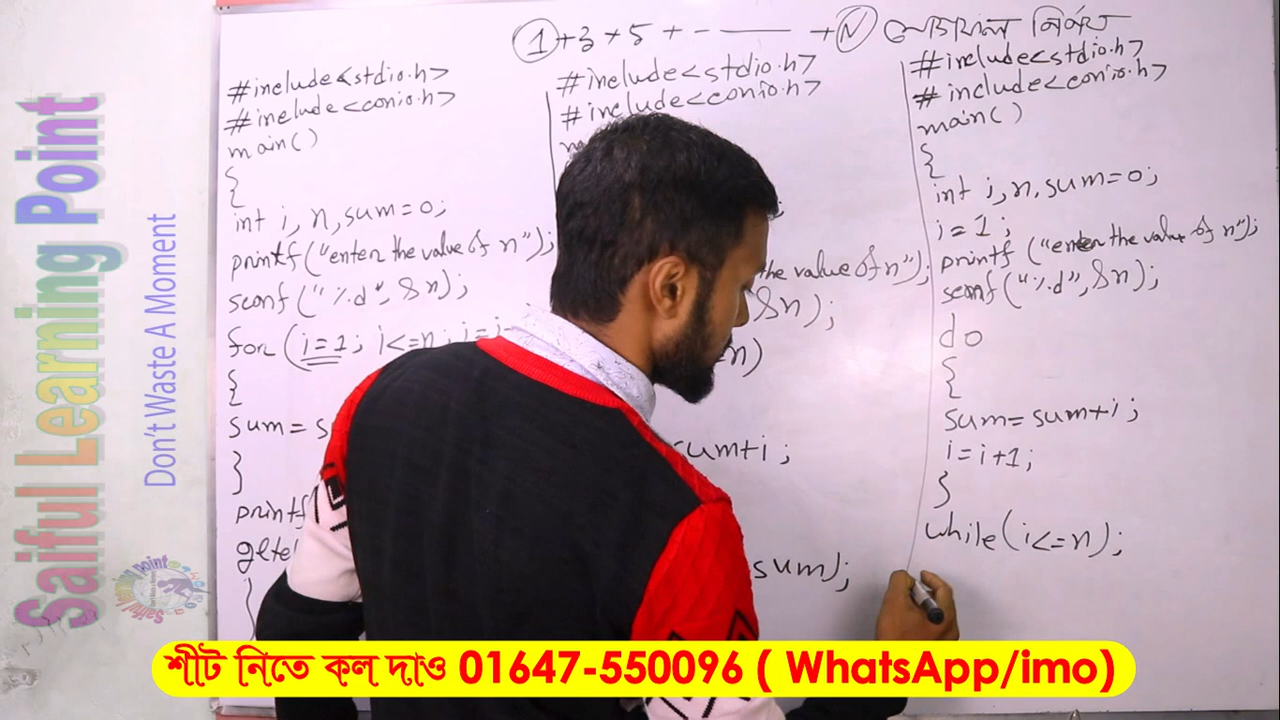 1+3+5+- —— +N এর যোগফল নির্ণয়
#include<stdio.h>
#include<conio.h>
main()
{
int i, n, sum=0;
printf("enter the value of n");
scanf("%d", &n);
for (i=1; i<=n; i=i
{
sum = s
}
printf
getc
}
#include<stdio.h>
#include<conio.h>
m
;
the value of n");
&n);
=n)
sum+i ;
sum);
#include<stdio.h>
#include<conio.h>
main()
{
int i, n, sum=0;
i=1;
printf ("enter the value of n");
scanf("%d", &n);
do
{
sum=sum+i;
i=i+1;
}
while(i<=n);
Saiful Learning Point
Don't Waste A Moment
শীট নিতে কল দাও 01647-550096 ( WhatsApp/imo)